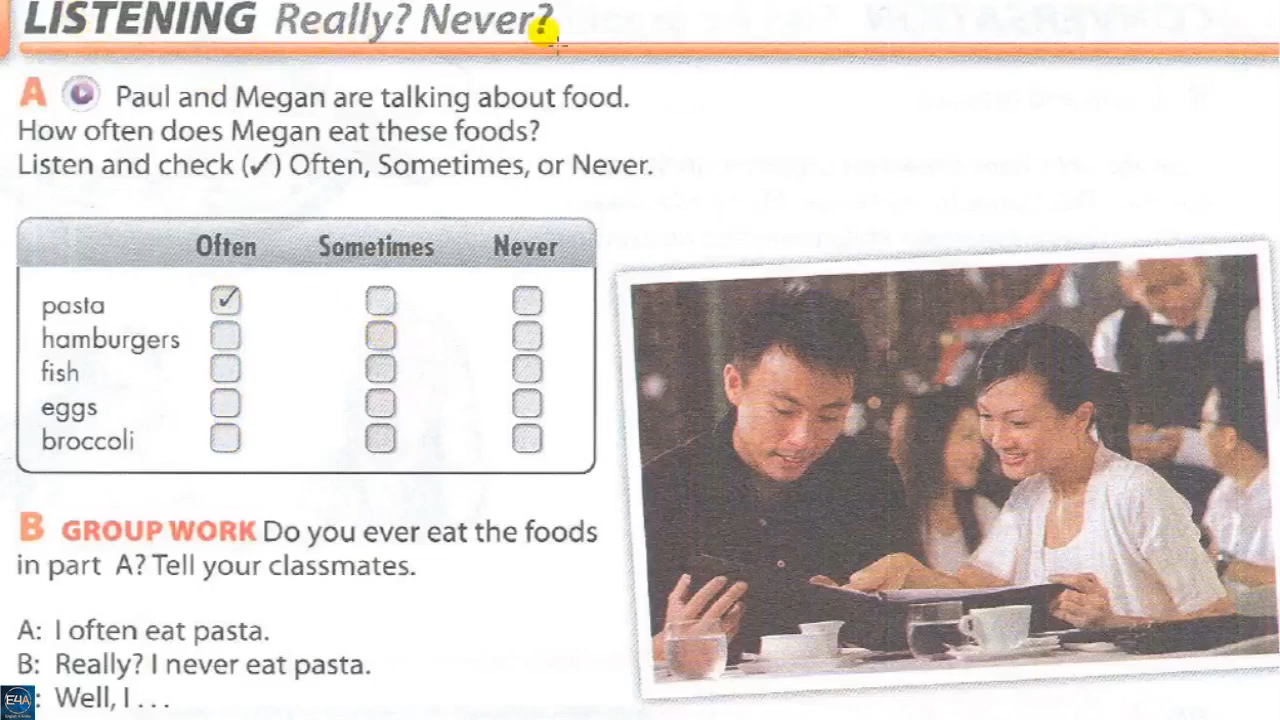 LISTENING Really? Never?
A Paul and Megan are talking about food.
How often does Megan eat these foods?
Listen and check (✓) Often, Sometimes, or Never.
Often Sometimes Never
pasta ✓
hamburgers
fish
eggs
broccoli
B GROUP WORK Do you ever eat the foods
in part A? Tell your classmates.
A: I often eat pasta.
B: Really? I never eat pasta.
: Well, I . . .
E4A